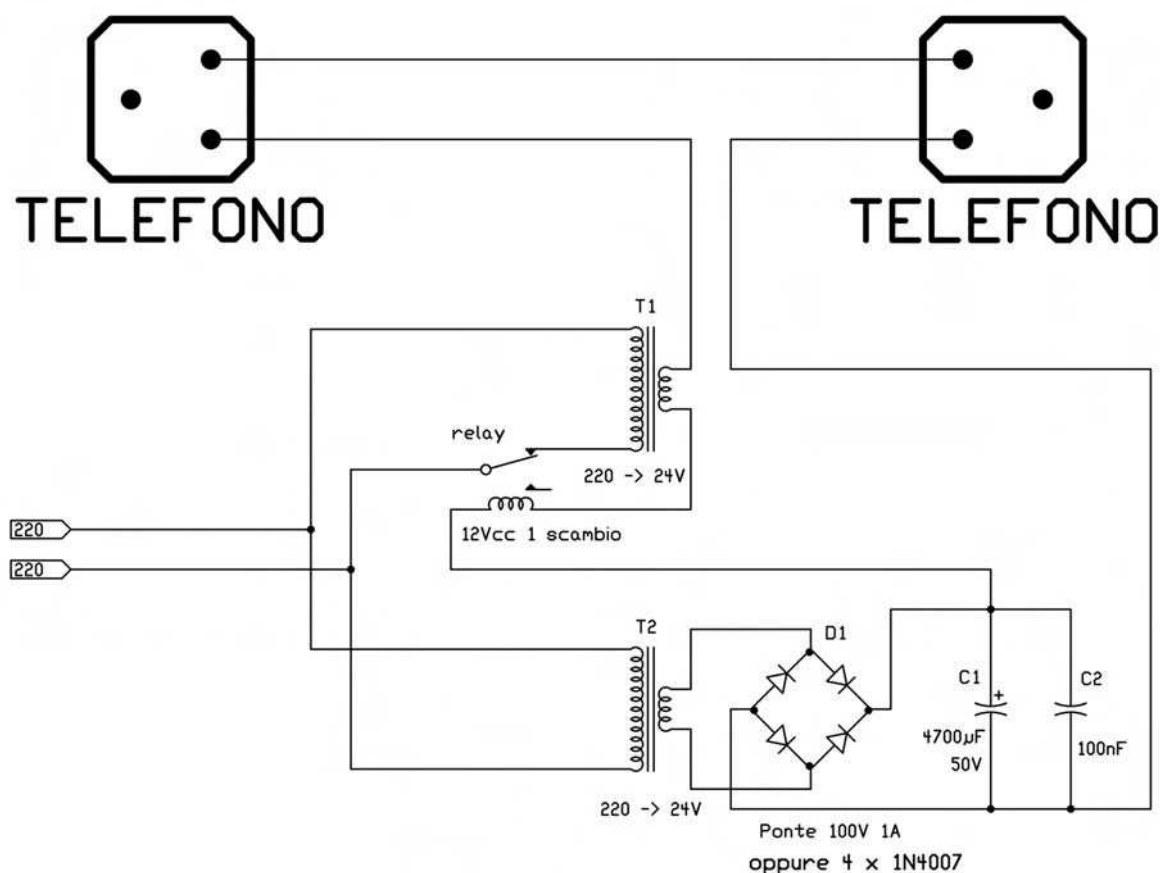 TELEFONO
TELEFONO
T1
relay
220 -> 24V
12Vcc 1 scambio
220
220
T2
D1
C1
+
C2
4700µF
50V
100nF
220 -> 24V
Ponte 100V 1A
oppure 4 x 1N4007